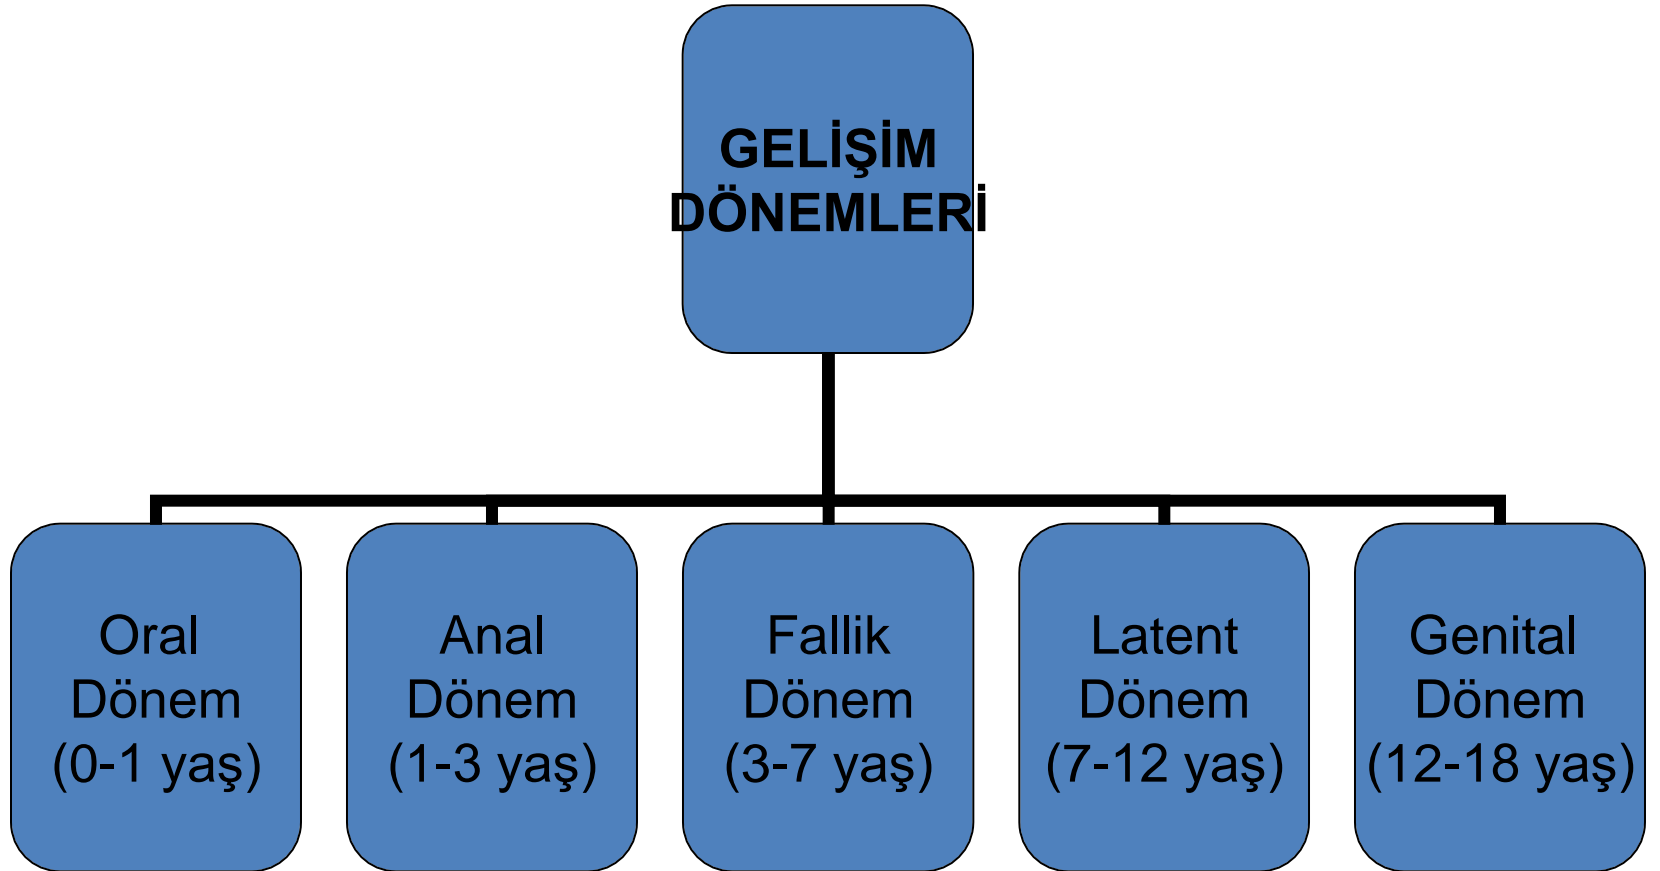 GELİŞİM
DÖNEMLERİ
Oral
Dönem
(0-1 yaş)
Anal
Dönem
(1-3 yaş)
Fallik
Dönem
(3-7 yaş)
Latent
Dönem
(7-12 yaş)
Genital
Dönem
(12-18 yaş)